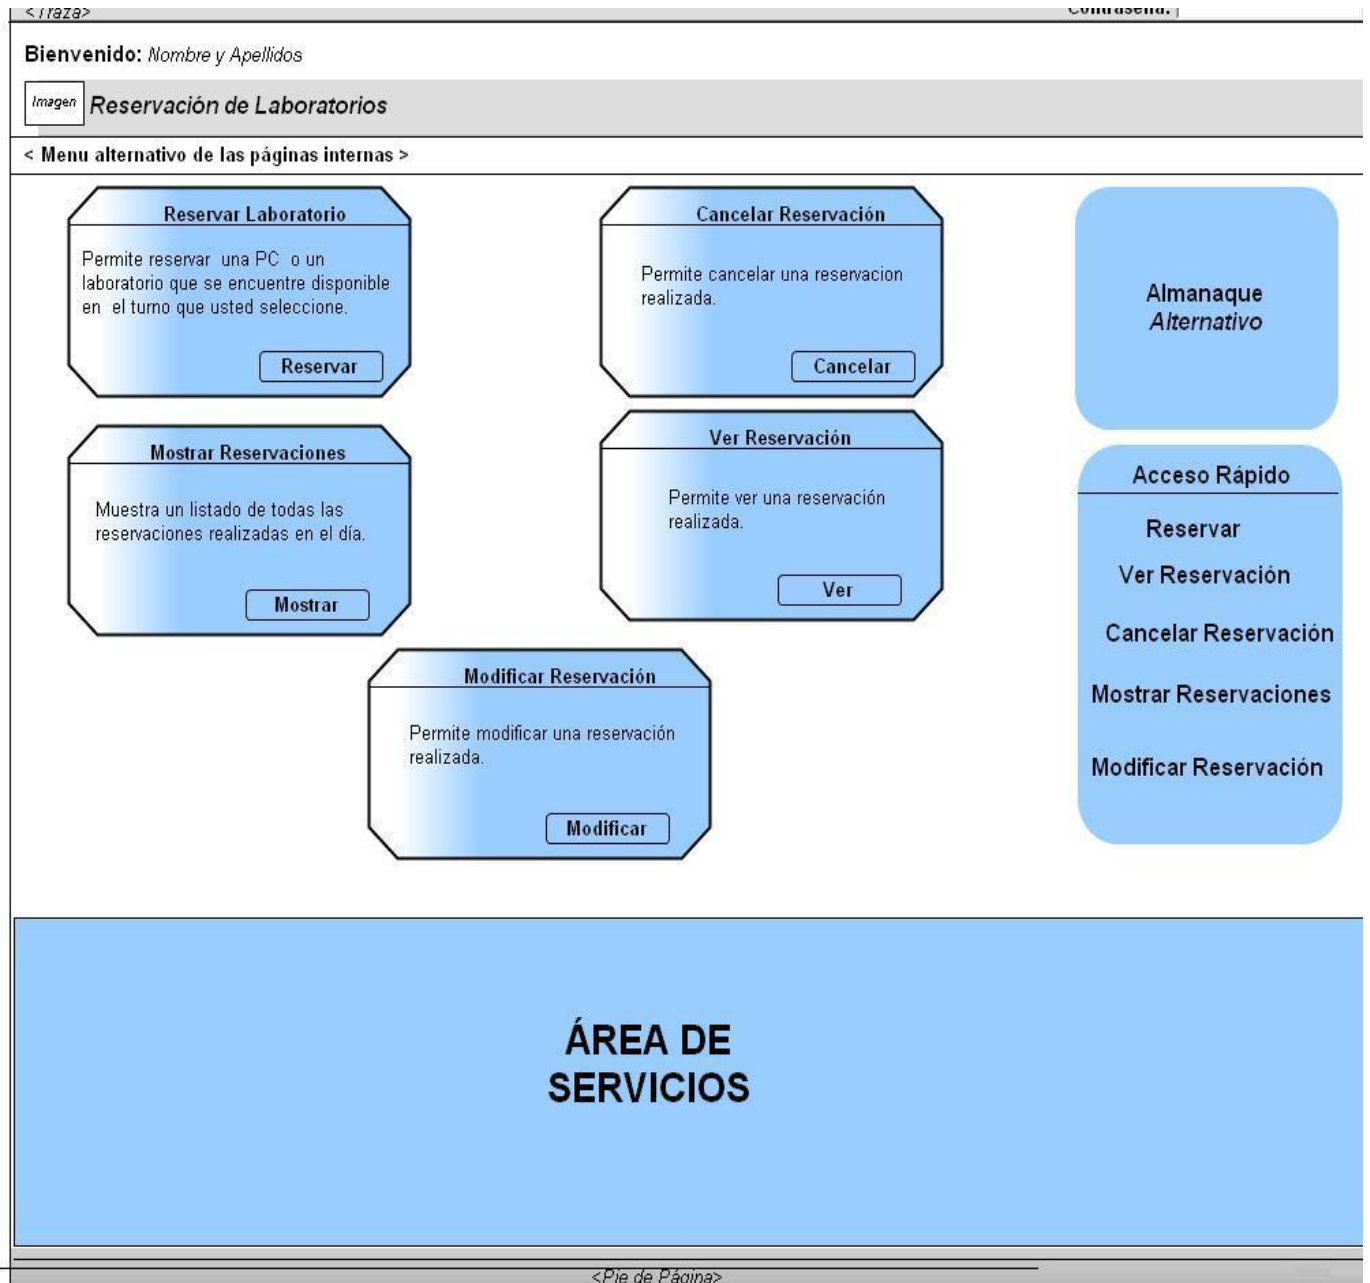 <Traza>
Contraseña:
Bienvenido: Nombre y Apellidos
Imagen
Reservación de Laboratorios
< Menu alternativo de las páginas internas >
Reservar Laboratorio
Permite reservar una PC o un
laboratorio que se encuentre disponible
en el turno que usted seleccione.
Reservar
Cancelar Reservación
Permite cancelar una reservacion
realizada.
Cancelar
Mostrar Reservaciones
Muestra un listado de todas las
reservaciones realizadas en el día.
Mostrar
Ver Reservación
Permite ver una reservación
realizada.
Ver
Modificar Reservación
Permite modificar una reservación
realizada.
Modificar
Almanaque
Alternativo
Acceso Rápido
Reservar
Ver Reservación
Cancelar Reservación
Mostrar Reservaciones
Modificar Reservación
ÁREA DE
SERVICIOS
<Pie de Página>